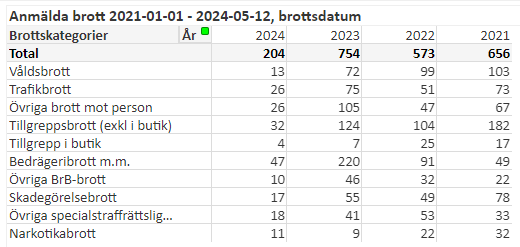 Anmälda brott 2021-01-01 - 2024-05-12, brottsdatum
Brottskategorier År 2024 2023 2022 2021
Total 204 754 573 656
Våldsbrott 13 72 99 103
Trafikbrott 26 75 51 73
Övriga brott mot person 26 105 47 67
Tillgreppsbrott (exkl i butik) 32 124 104 182
Tillgrepp i butik 4 7 25 17
Bedrägeribrott m.m. 47 220 91 49
Övriga BrB-brott 10 46 32 22
Skadegörelsebrott 17 55 49 78
Övriga specialstraffrättslig... 18 41 53 33
Narkotikabrott 11 9 22 32